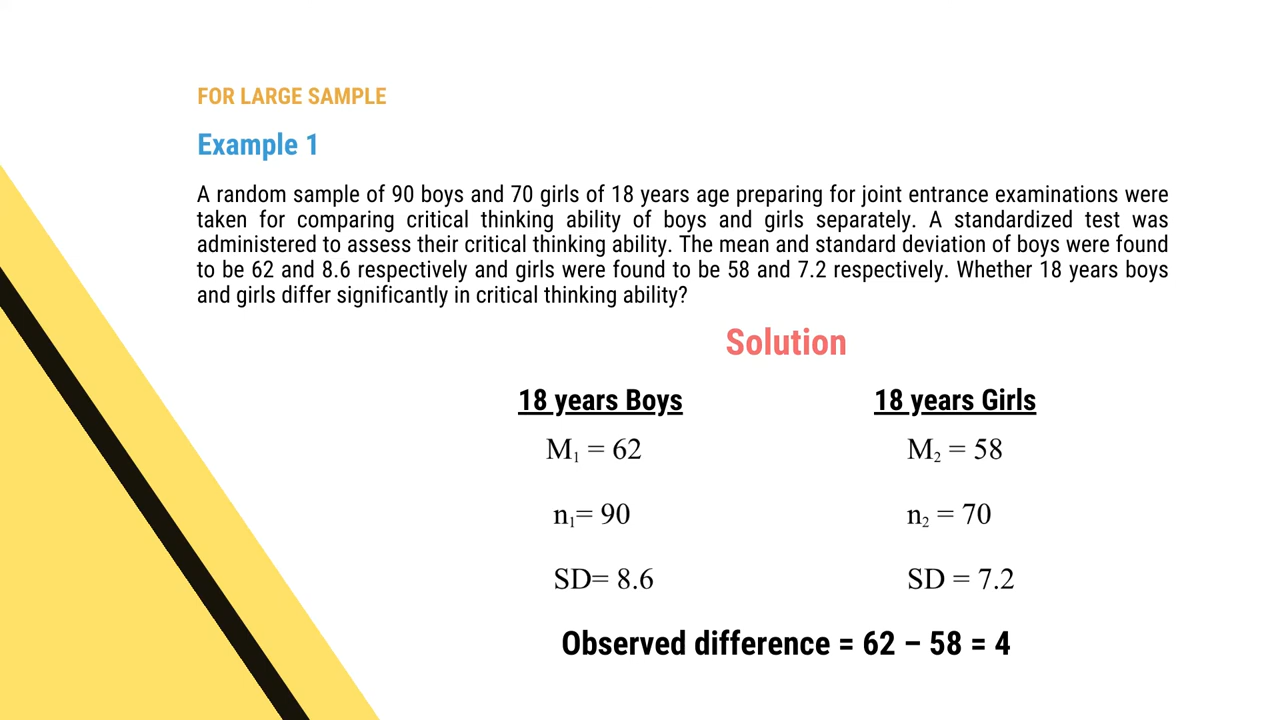 FOR LARGE SAMPLE
Example 1
A random sample of 90 boys and 70 girls of 18 years age preparing for joint entrance examinations were
taken for comparing critical thinking ability of boys and girls separately. A standardized test was
administered to assess their critical thinking ability. The mean and standard deviation of boys were found
to be 62 and 8.6 respectively and girls were found to be 58 and 7.2 respectively. Whether 18 years boys
and girls differ significantly in critical thinking ability?
Solution
18 years Boys
M₁ = 62
n₁= 90
SD= 8.6
18 years Girls
M₂ = 58
n₂ = 70
SD = 7.2
Observed difference = 62 – 58 = 4